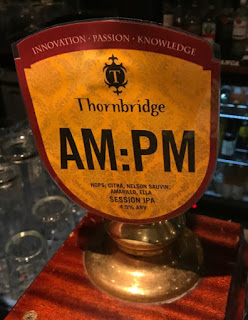 INNOVATION · PASSION · KNOWLEDGE
T
Thornbridge
AM:PM
HOPS: CITRA, NELSON SAUVIN,
AMARILLO, ELLA
SESSION IPA
4.5% ABV